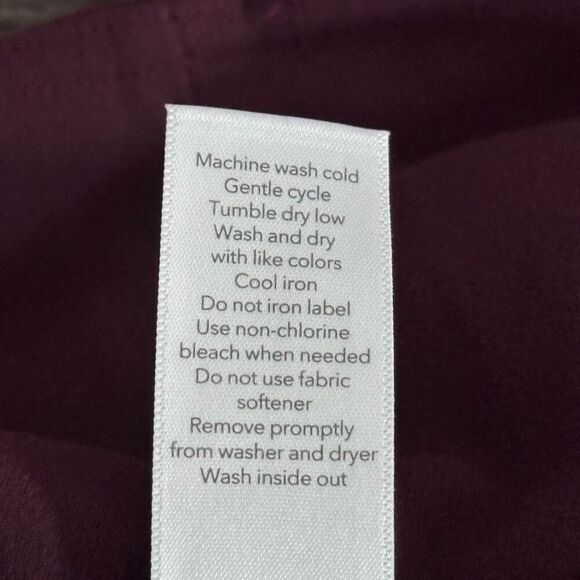 Machine wash cold
Gentle cycle
Tumble dry low
Wash and dry
with like colors
Cool iron
Do not iron label
Use non-chlorine
bleach when needed
Do not use fabric
softener
Remove promptly
from washer and dryer
Wash inside out